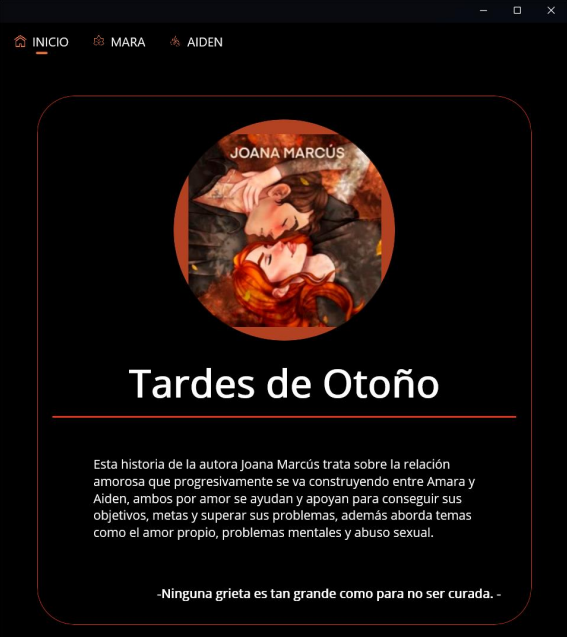 INICIO MARA AIDEN
JOANA MARCÚS
Tardes de Otoño
Esta historia de la autora Joana Marcús trata sobre la relación
amorosa que progresivamente se va construyendo entre Amara y
Aiden, ambos por amor se ayudan y apoyan para conseguir sus
objetivos, metas y superar sus problemas, además aborda temas
como el amor propio, problemas mentales y abuso sexual.
-Ninguna grieta es tan grande como para no ser curada. -